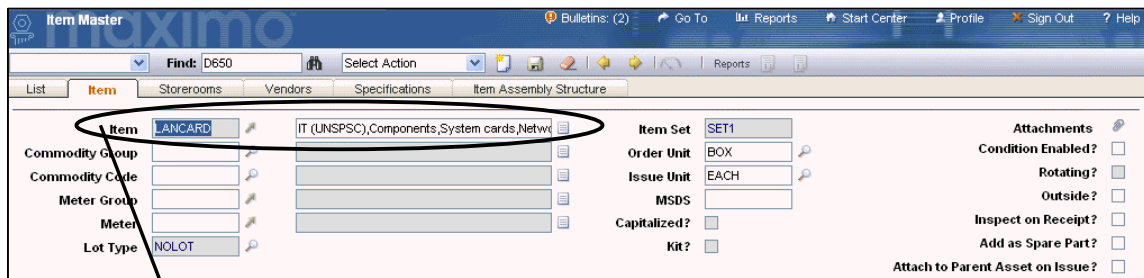 Item Master Bulletins: (2) Go To Reports Start Center Profile Sign Out ? Help
maximo
Find: D650 Select Action Reports
List Item Storerooms Vendors Specifications Item Assembly Structure
Item LANCARD IT (UNSPSC),Components,System cards,Netwo Item Set SET1 Attachments
Commodity Group Order Unit BOX Condition Enabled?
Commodity Code Issue Unit EACH Rotating?
Meter Group MSDS Outside?
Meter Capitalized? Inspect on Receipt?
Lot Type NOLOT Kit? Add as Spare Part?
Attach to Parent Asset on Issue?